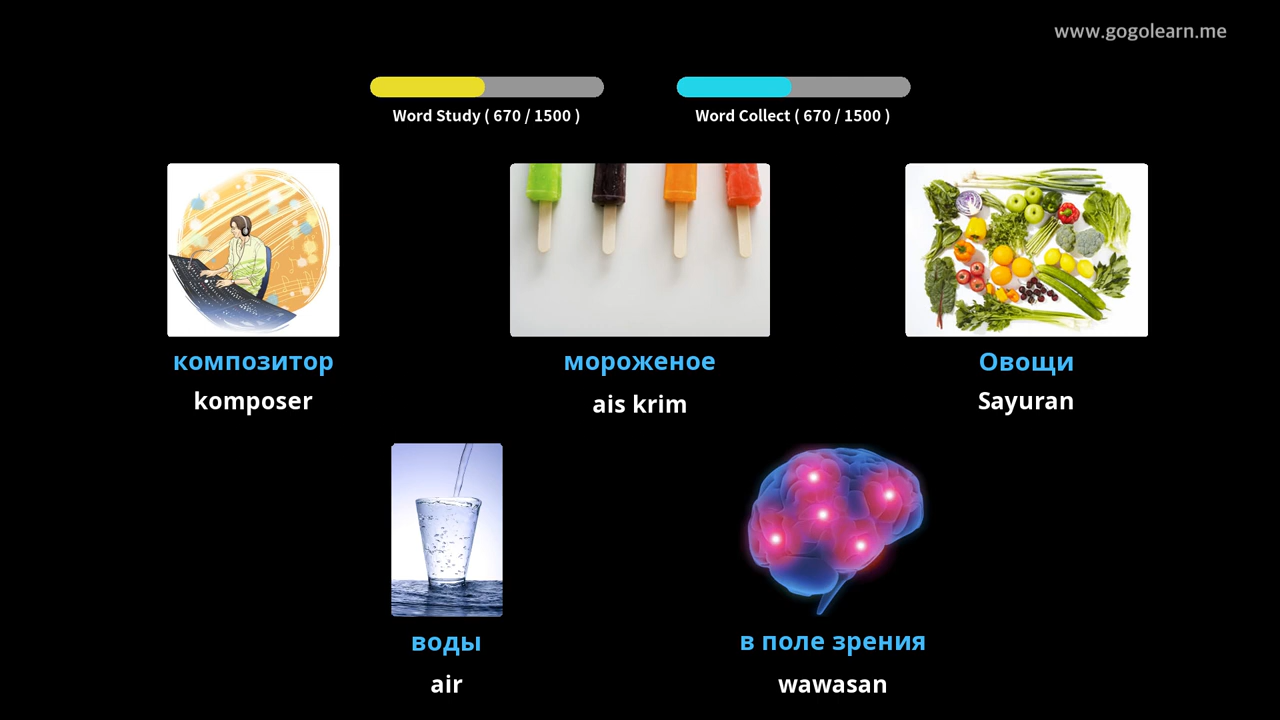 www.gogolearn.me
Word Study ( 670 / 1500 )
Word Collect ( 670 / 1500 )
композитор
komposer
мороженое
ais krim
Овощи
Sayuran
воды
air
в поле зрения
wawasan